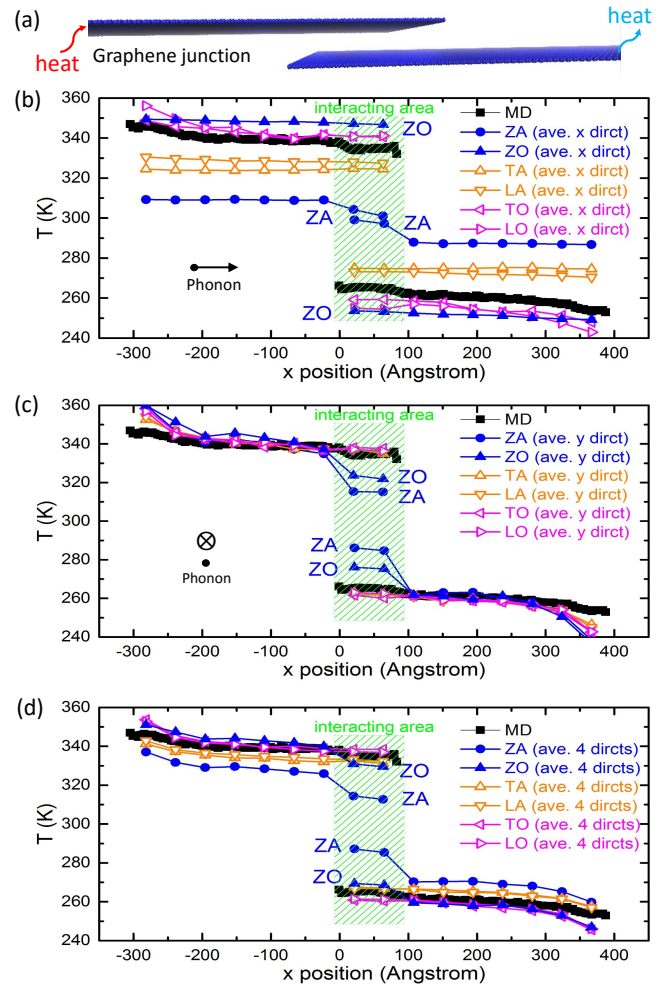 (a)
heat
Graphene junction
heat
(b)
360
340
320
300
280
260
240
T (K)
interacting area
ZO
ZA
ZA
ZO
Phonon
MD
ZA (ave. x dirct)
ZO (ave. x dirct)
TA (ave. x dirct)
LA (ave. x dirct)
TO (ave. x dirct)
LO (ave. x dirct)
-300 -200 -100 0 100 200 300 400
x position (Angstrom)
(c)
360
340
320
300
280
260
240
T (K)
interacting area
ZO
ZA
ZA
ZO
Phonon
MD
ZA (ave. y dirct)
ZO (ave. y dirct)
TA (ave. y dirct)
LA (ave. y dirct)
TO (ave. y dirct)
LO (ave. y dirct)
-300 -200 -100 0 100 200 300 400
x position (Angstrom)
(d)
360
340
320
300
280
260
240
T (K)
interacting area
ZO
ZA
ZA
ZO
MD
ZA (ave. 4 dircts)
ZO (ave. 4 dircts)
TA (ave. 4 dircts)
LA (ave. 4 dircts)
TO (ave. 4 dircts)
LO (ave. 4 dircts)
-300 -200 -100 0 100 200 300 400
x position (Angstrom)